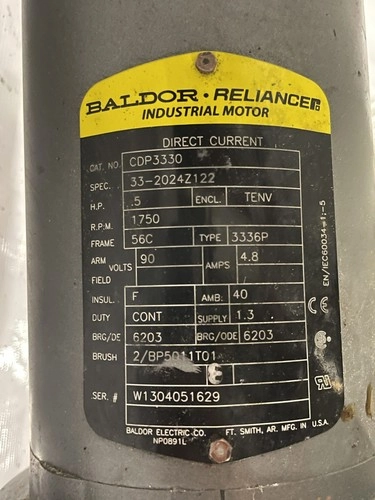 BALDOR · RELIANCE
INDUSTRIAL MOTOR
DIRECT CURRENT
CAT. NO CDP3330
SPEC. 33-2024Z122
H.P. .5 ENCL. TENV
R.P.M. 1750
FRAME 56C TYPE 3336P
ARM VOLTS 90 AMPS 4.8
FIELD
INSUL. F AMB: 40
DUTY CONT SUPPLY 1.3
BRG/DE 6203 BRG/ODE 6203
BRUSH 2/BP5011T01
SER. # W1304051629
BALDOR ELECTRIC CO. FT. SMITH, AR. MFG. IN U.S.A.
NP0891L
EN/IEC60034-1;-5
CE